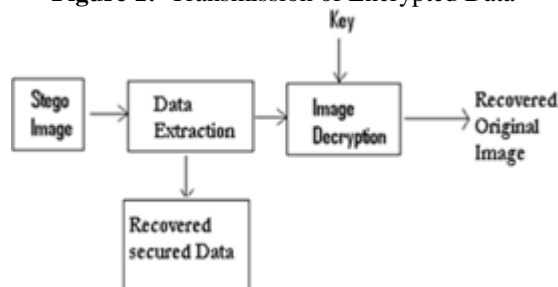 Figure 2: Transmission of Encrypted Data
Key
Stego
Image
Data
Extraction
Image
Decryption
Recovered
Original
Image
Recovered
secured Data